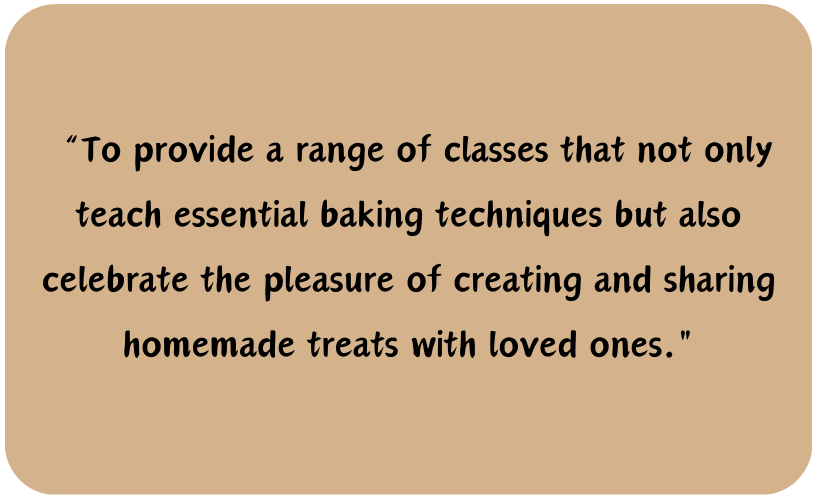 “To provide a range of classes that not only
teach essential baking techniques but also
celebrate the pleasure of creating and sharing
homemade treats with loved ones."